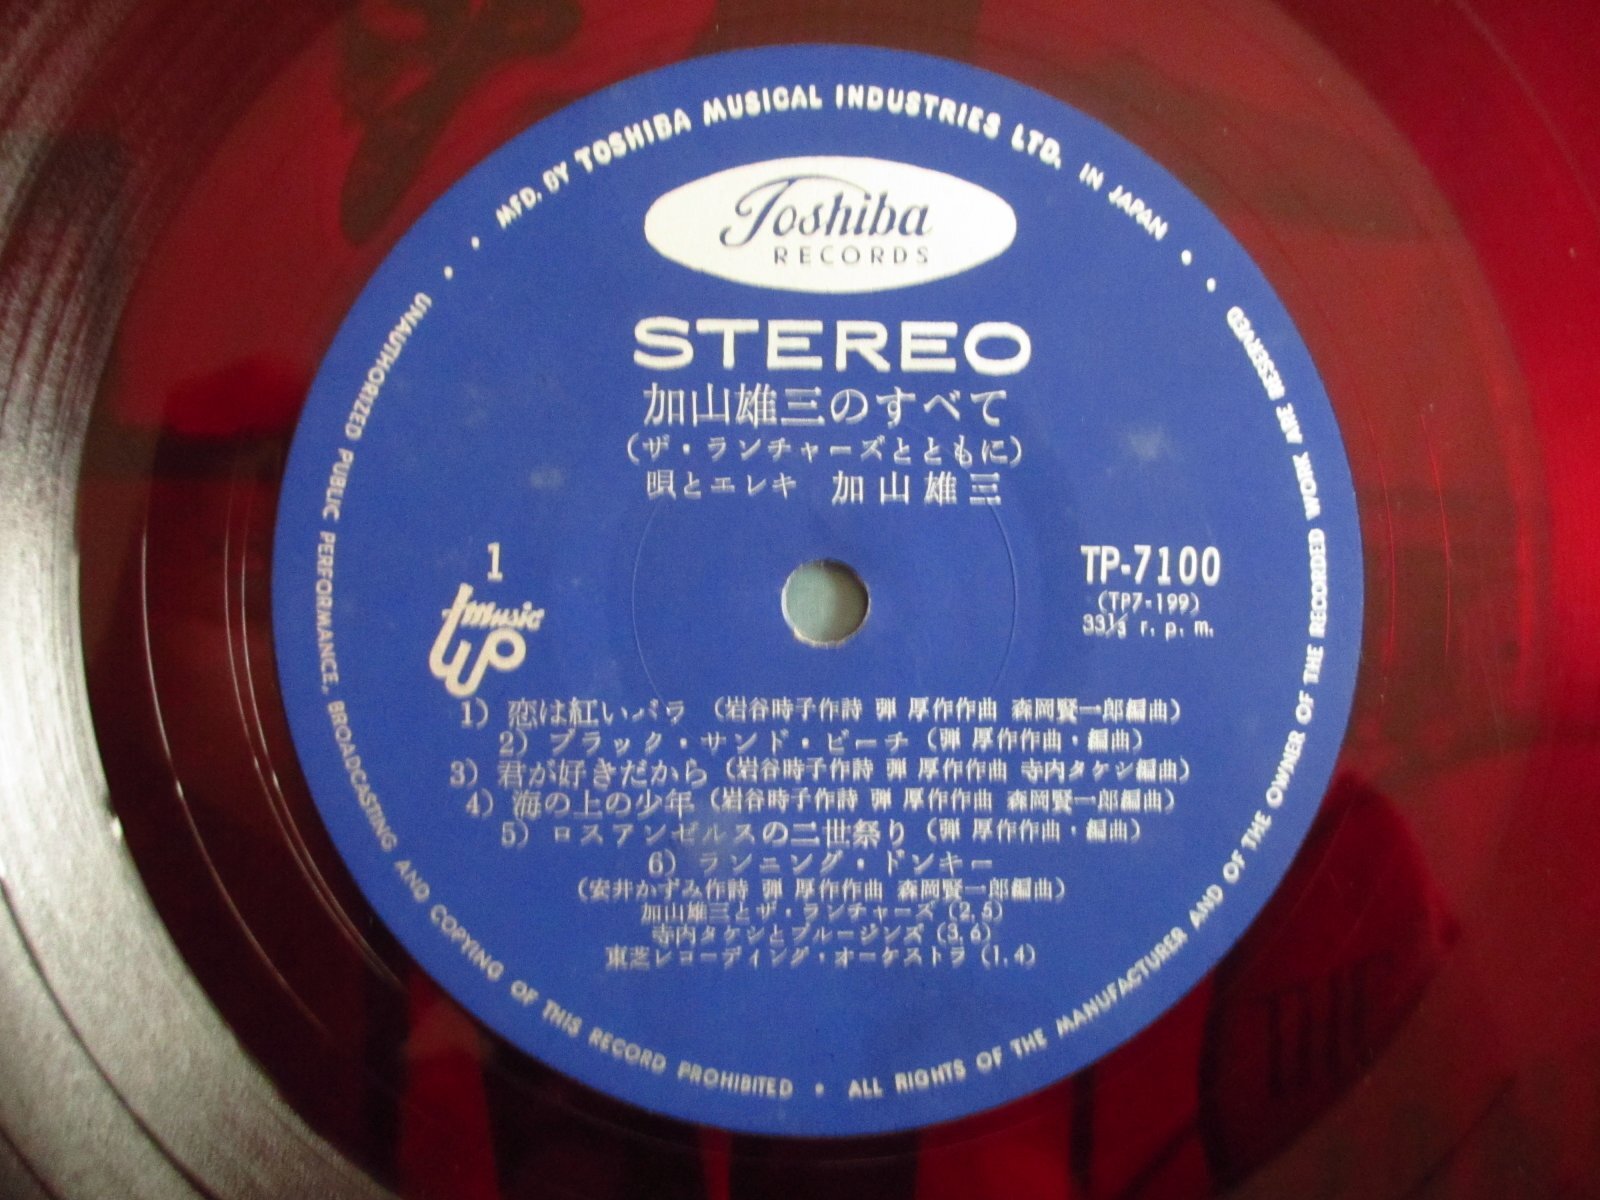 MFD. BY TOSHIBA MUSICAL INDUSTRIES LTD. IN JAPAN
Toshiba
RECORDS
STEREO
加山雄三のすべて
(ザ・ランチャーズとともに)
唄とエレキ 加山雄三
1
Music up
TP-7100
(TP7-199)
33⅓ r. p. m.
1) 恋は紅いバラ (岩谷時子作詩 弾 厚作作曲 森岡賢一郎編曲)
2) ブラック・サンド・ビーチ (弾 厚作作曲・編曲)
3) 君が好きだから (岩谷時子作詩 弾 厚作作曲 寺内タケシ編曲)
4) 海の上の少年 (岩谷時子作詩 弾 厚作作曲 森岡賢一郎編曲)
5) ロスアンゼルスの二世祭り (弾 厚作作曲・編曲)
6) ランニング・ドンキー
(安井かずみ作詩 弾 厚作作曲 森岡賢一郎編曲)
加山雄三とザ・ランチャーズ (2,5)
寺内タケシとブルージンズ (3,6)
東芝レコーディング・オーケストラ (1,4)
UNAUTHORIZED PUBLIC PERFORMANCE, BROADCASTING AND COPYING OF THIS RECORD PROHIBITED • ALL RIGHTS OF THE MANUFACTURER AND OF THE OWNER OF THE RECORDED WORK ARE RESERVED